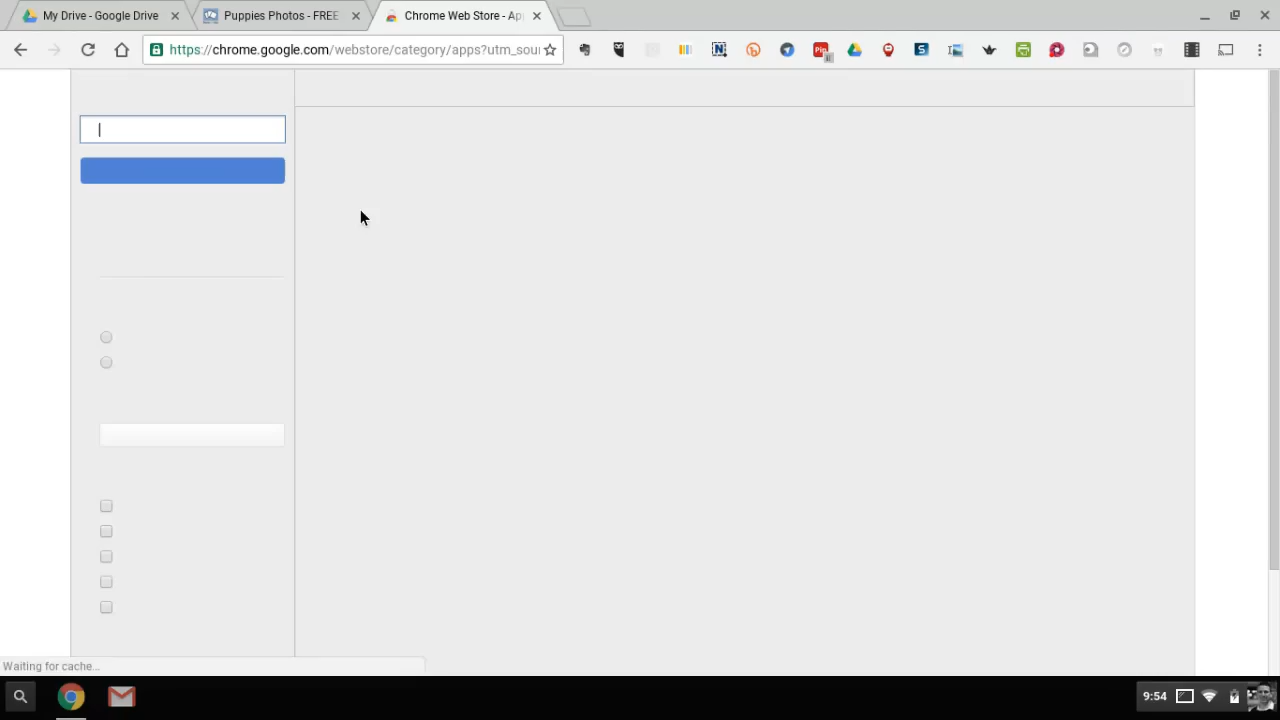 My Drive - Google Drive
Puppies Photos - FREE
Chrome Web Store - Ap
https://chrome.google.com/webstore/category/apps?utm_sou
Waiting for cache...
9:54